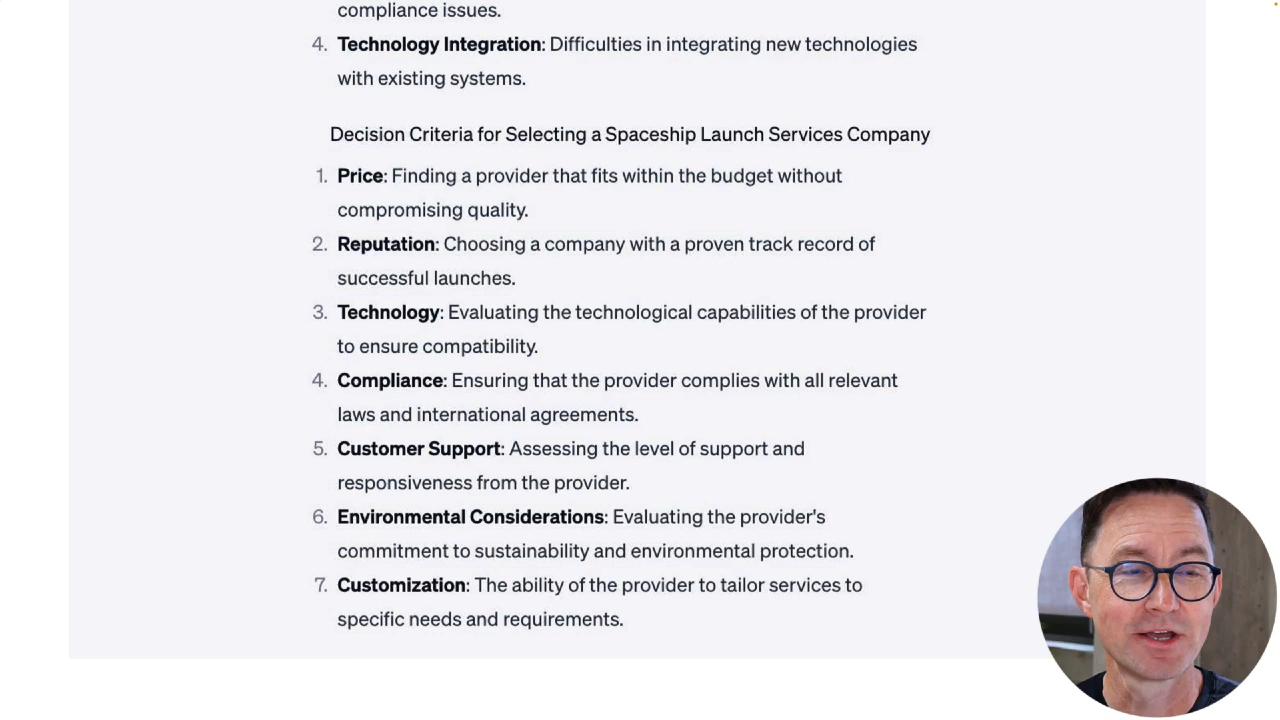 compliance issues.
4. Technology Integration: Difficulties in integrating new technologies
with existing systems.
Decision Criteria for Selecting a Spaceship Launch Services Company
1. Price: Finding a provider that fits within the budget without
compromising quality.
2. Reputation: Choosing a company with a proven track record of
successful launches.
3. Technology: Evaluating the technological capabilities of the provider
to ensure compatibility.
4. Compliance: Ensuring that the provider complies with all relevant
laws and international agreements.
5. Customer Support: Assessing the level of support and
responsiveness from the provider.
6. Environmental Considerations: Evaluating the provider's
commitment to sustainability and environmental protection.
7. Customization: The ability of the provider to tailor services to
specific needs and requirements.